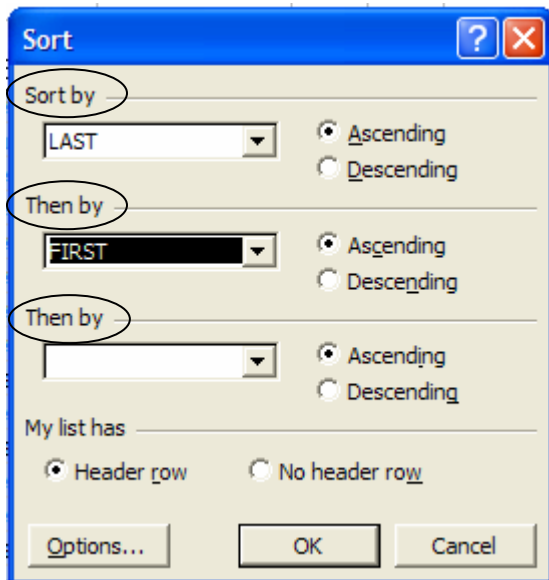 Sort
Sort by
LAST
Ascending
Descending
Then by
FIRST
Ascending
Descending
Then by
Ascending
Descending
My list has
Header row
No header row
Options...
OK
Cancel